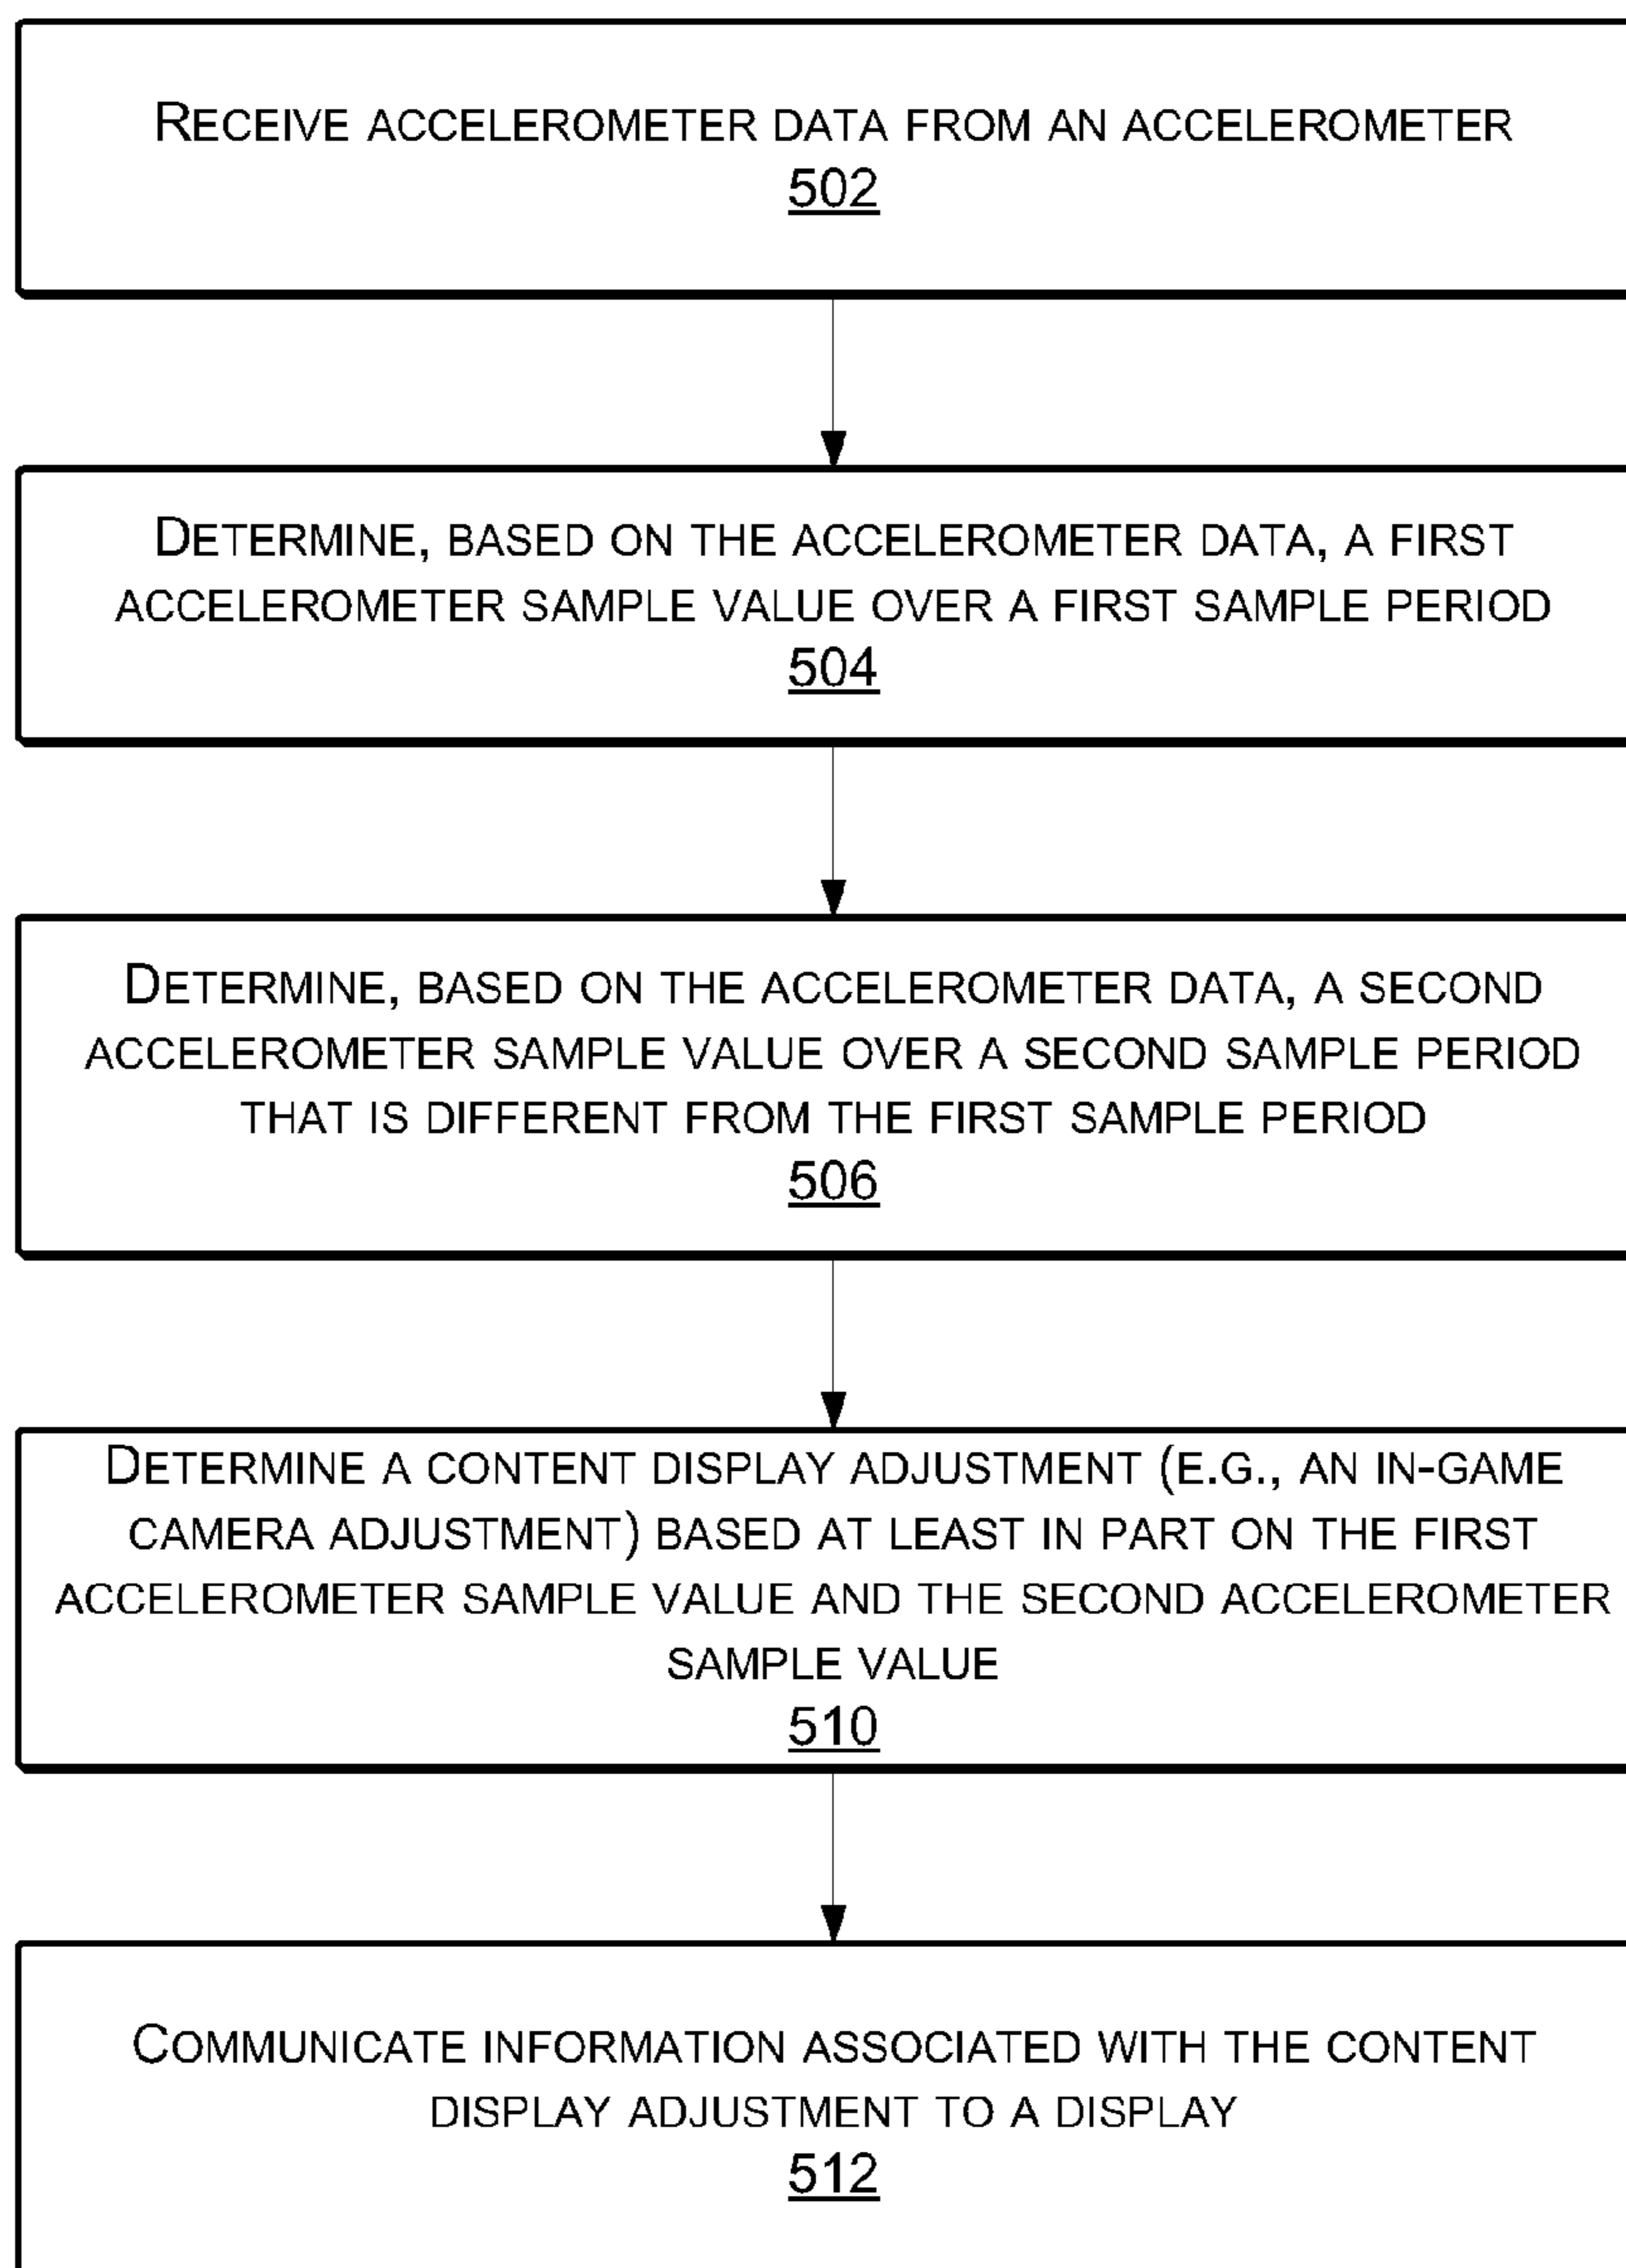 RECEIVE ACCELEROMETER DATA FROM AN ACCELEROMETER
502
DETERMINE, BASED ON THE ACCELEROMETER DATA, A FIRST
ACCELEROMETER SAMPLE VALUE OVER A FIRST SAMPLE PERIOD
504
DETERMINE, BASED ON THE ACCELEROMETER DATA, A SECOND
ACCELEROMETER SAMPLE VALUE OVER A SECOND SAMPLE PERIOD
THAT IS DIFFERENT FROM THE FIRST SAMPLE PERIOD
506
DETERMINE A CONTENT DISPLAY ADJUSTMENT (E.G., AN IN-GAME
CAMERA ADJUSTMENT) BASED AT LEAST IN PART ON THE FIRST
ACCELEROMETER SAMPLE VALUE AND THE SECOND ACCELEROMETER
SAMPLE VALUE
510
COMMUNICATE INFORMATION ASSOCIATED WITH THE CONTENT
DISPLAY ADJUSTMENT TO A DISPLAY
512